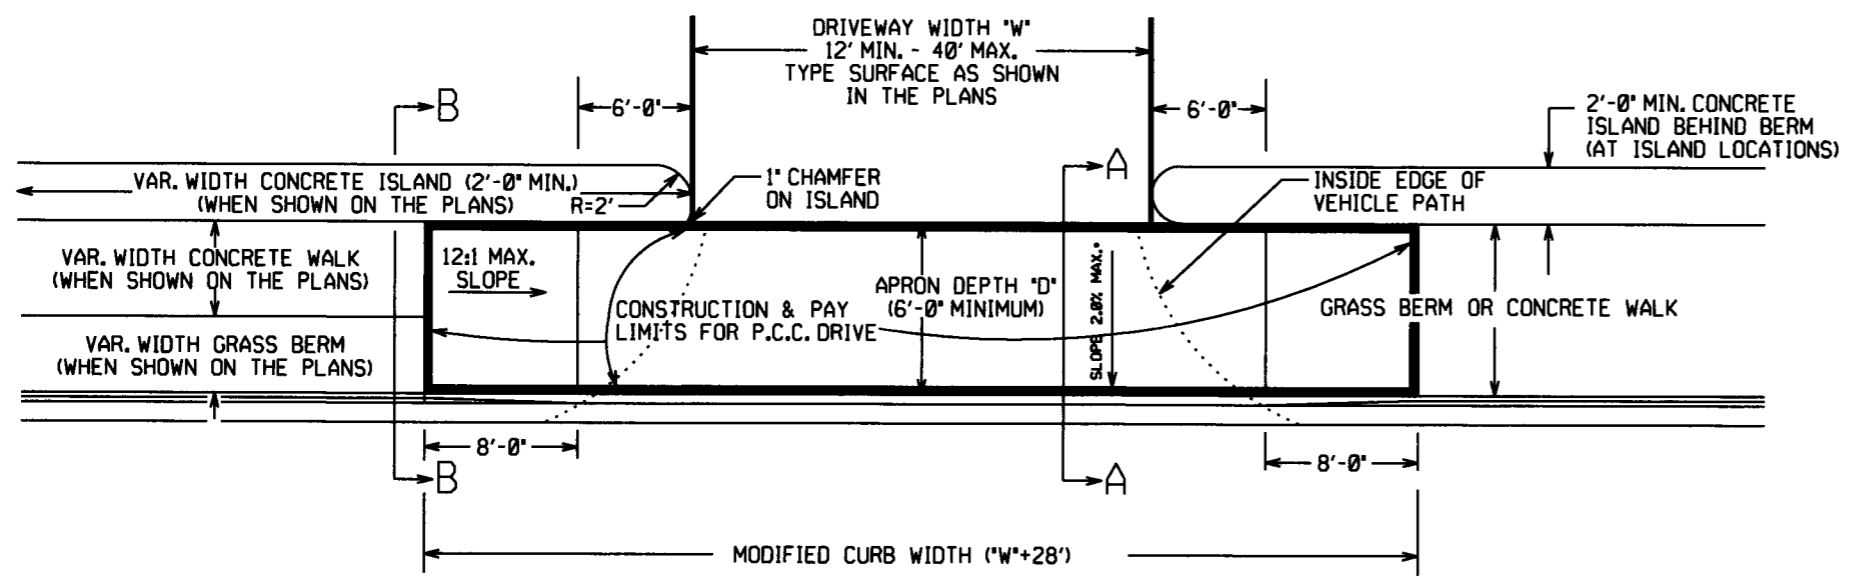 DRIVEWAY WIDTH "W"
12' MIN. - 40' MAX.
TYPE SURFACE AS SHOWN
IN THE PLANS
B
6'-0"
6'-0"
2'-0" MIN. CONCRETE
ISLAND BEHIND BERM
(AT ISLAND LOCATIONS)
A
VAR. WIDTH CONCRETE ISLAND (2'-0" MIN.)
(WHEN SHOWN ON THE PLANS)
R=2'
1" CHAMFER
ON ISLAND
INSIDE EDGE OF
VEHICLE PATH
VAR. WIDTH CONCRETE WALK
(WHEN SHOWN ON THE PLANS)
12:1 MAX.
SLOPE
CONSTRUCTION & PAY
LIMITS FOR P.C.C. DRIVE
APRON DEPTH "D"
(6'-0" MINIMUM)
SLOPE 2.0% MAX.*
GRASS BERM OR CONCRETE WALK
VAR. WIDTH GRASS BERM
(WHEN SHOWN ON THE PLANS)
8'-0"
8'-0"
B
A
MODIFIED CURB WIDTH ("W"+28')